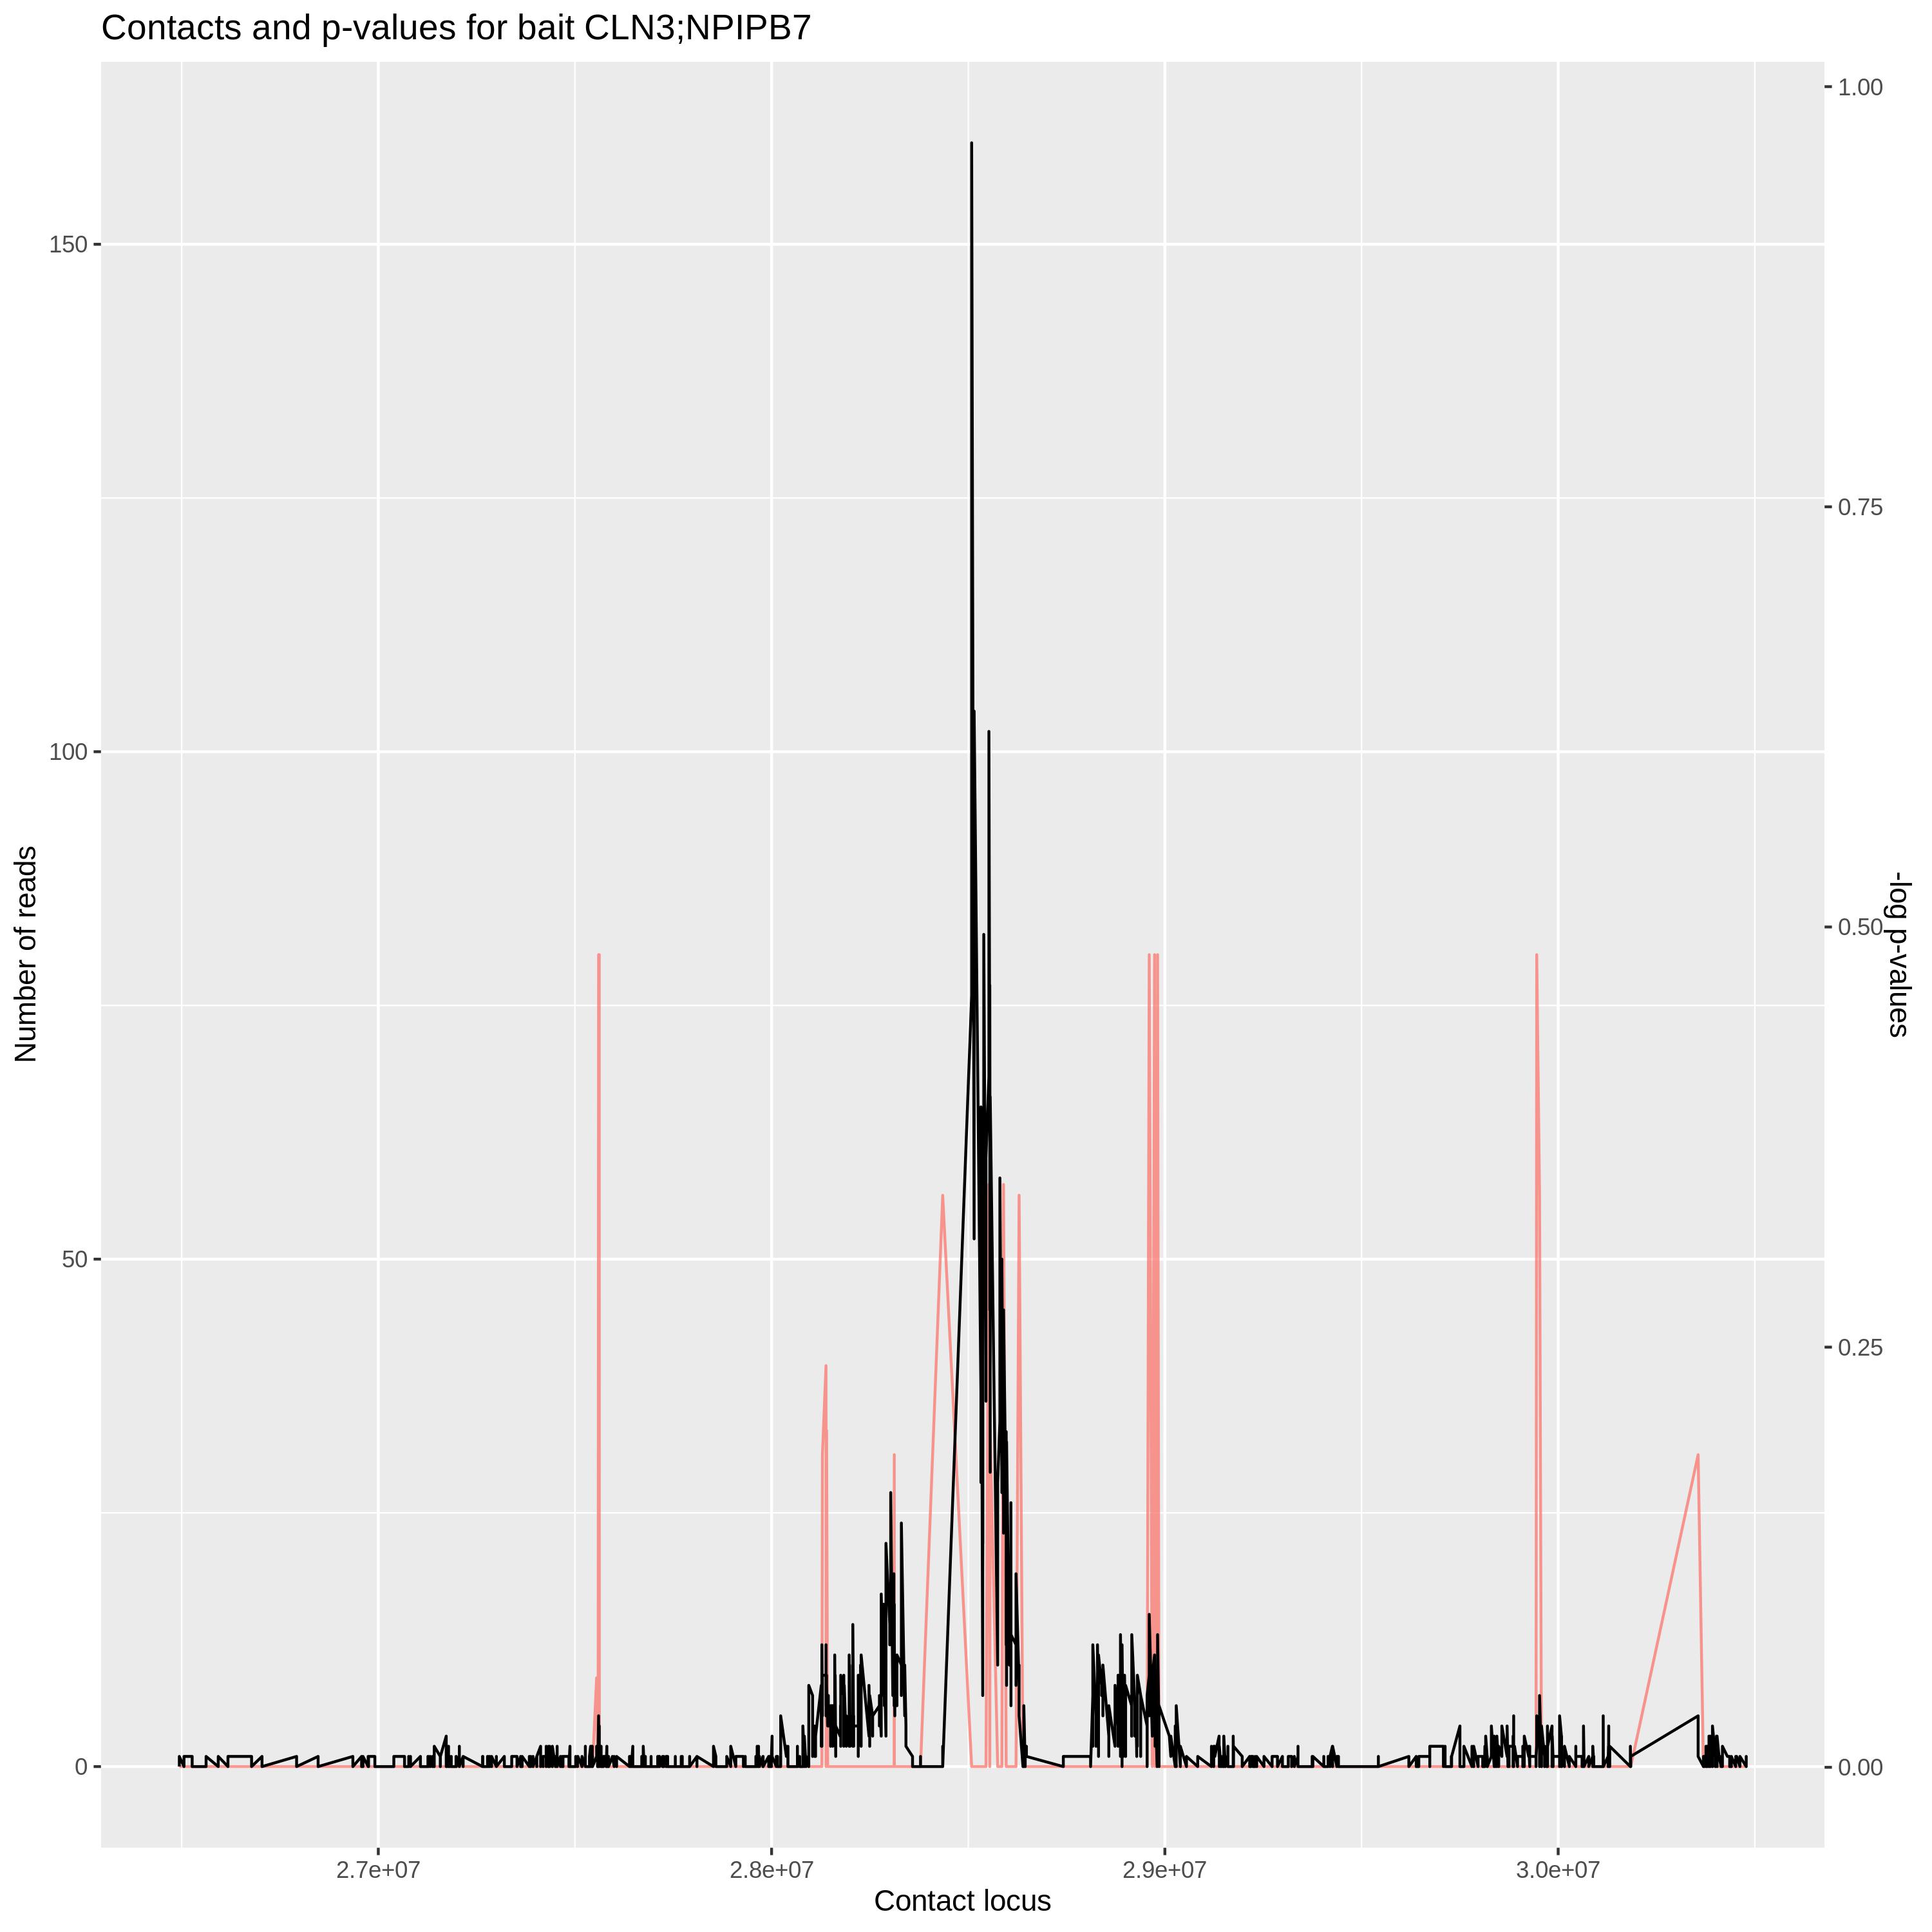 Contacts and p-values for bait CLN3;NPIPB7
Number of reads
150
100
50
0
1.00
0.75
0.50
0.25
0.00
-log p-values
2.7e+07
2.8e+07
2.9e+07
3.0e+07
Contact locus